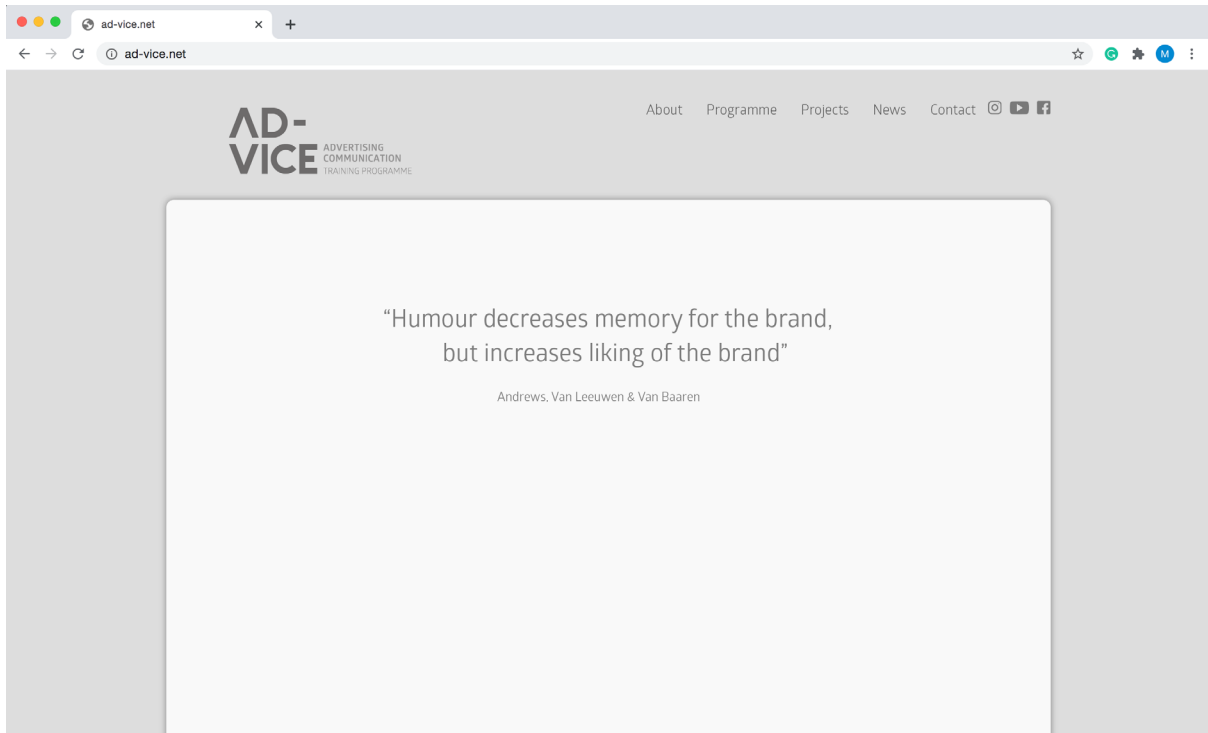 ad-vice.net
ad-vice.net
M
About Programme Projects News Contact
AD-
VICE
ADVERTISING
COMMUNICATION
TRAINING PROGRAMME
“Humour decreases memory for the brand,
but increases liking of the brand”
Andrews, Van Leeuwen & Van Baaren